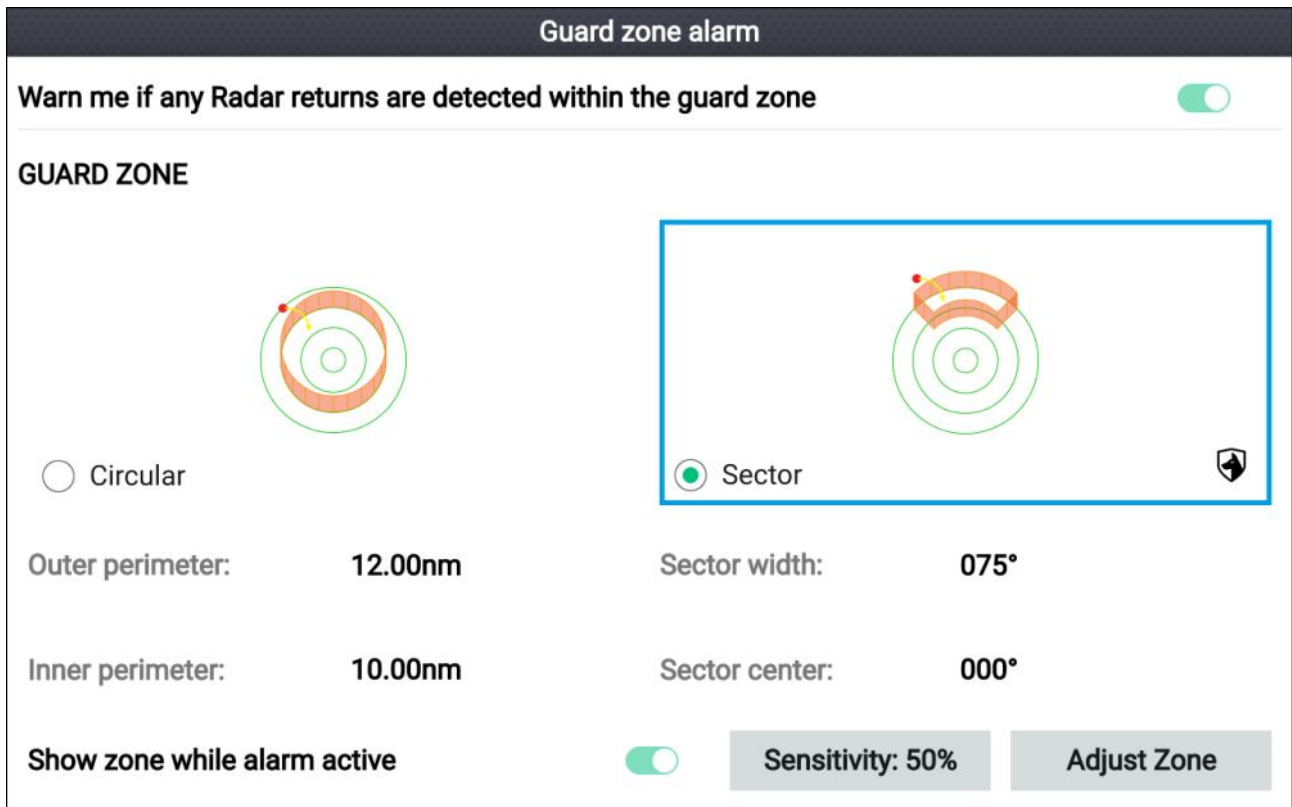 Guard zone alarm
Warn me if any Radar returns are detected within the guard zone
GUARD ZONE
Circular
Sector
Outer perimeter: 12.00nm Sector width: 075°
Inner perimeter: 10.00nm Sector center: 000°
Show zone while alarm active Sensitivity: 50% Adjust Zone